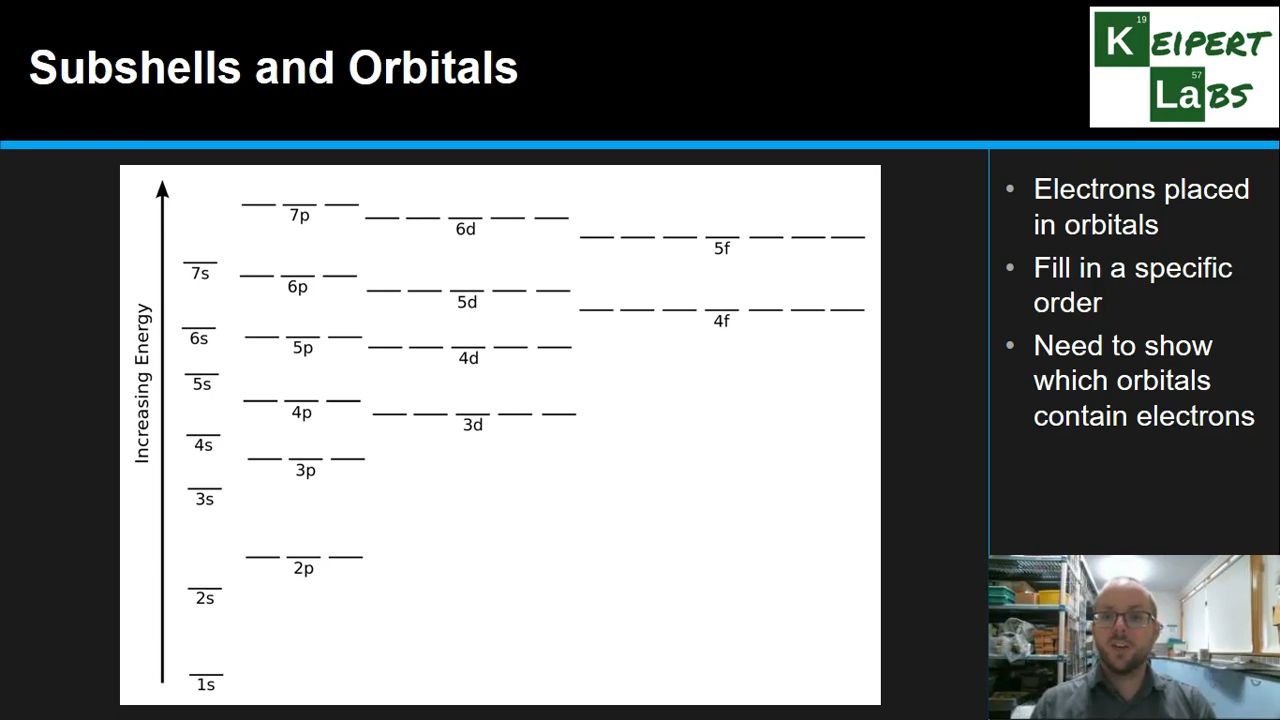 Subshells and Orbitals
19
K EIPERT
57
La BS
Increasing Energy
7p
6d
5f
7s
6p
5d
4f
6s
5p
4d
5s
4p
3d
4s
3p
3s
2p
2s
1s
• Electrons placed
in orbitals
• Fill in a specific
order
• Need to show
which orbitals
contain electrons